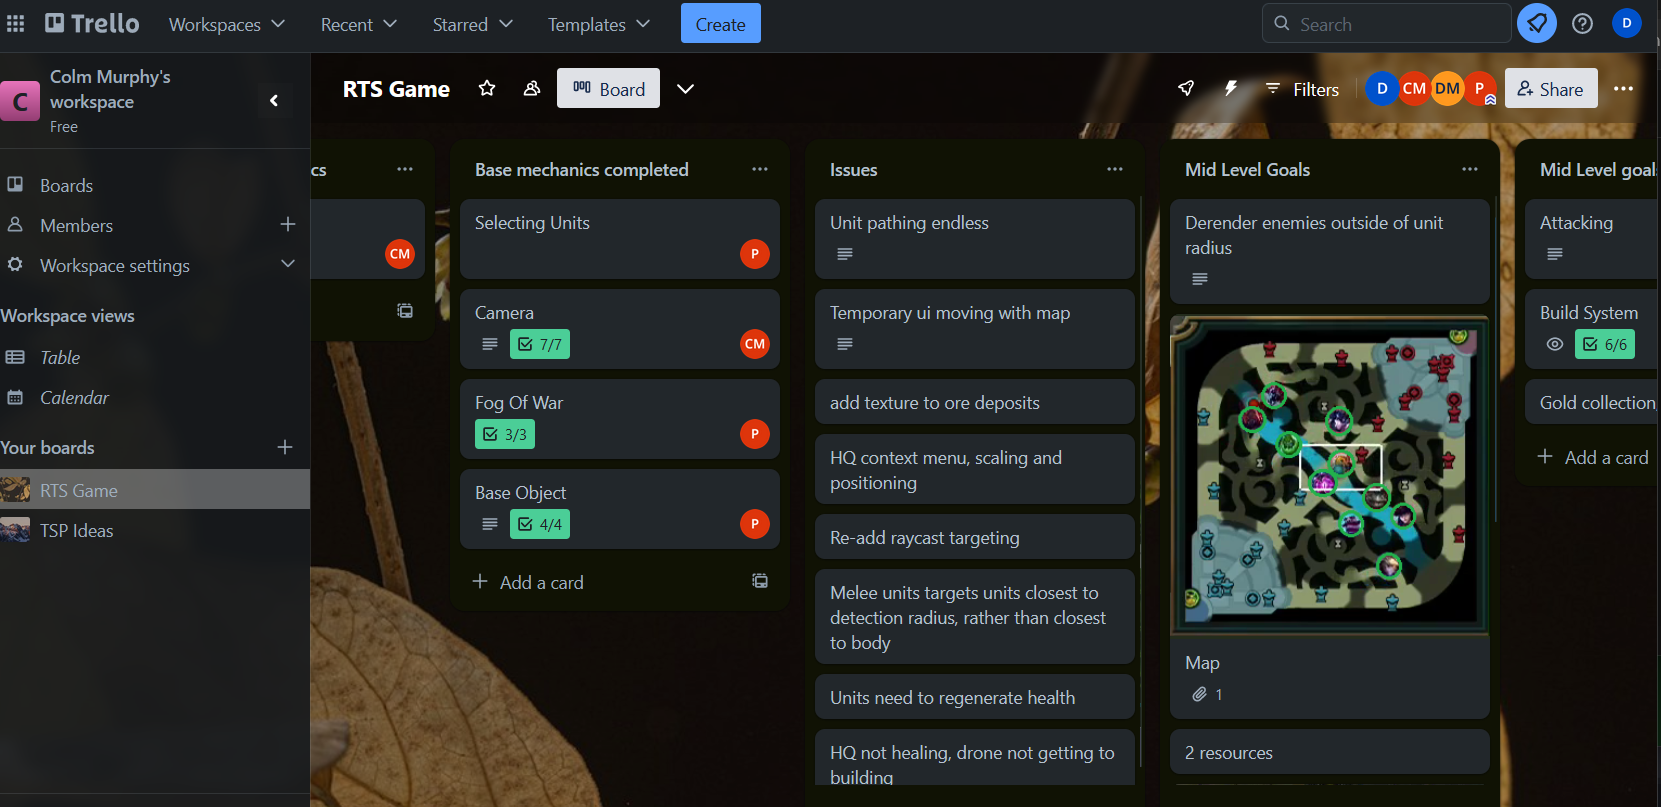 Trello
Workspaces
Recent
Starred
Templates
Create
Search
D
C
Colm Murphy's
workspace
Free
RTS Game
Board
Filters
D
CM
DM
P
Share
Boards
Members
Workspace settings
Workspace views
Table
Calendar
Your boards
RTS Game
TSP Ideas
cs
CM
Base mechanics completed
Selecting Units
P
Camera
7/7
CM
Fog Of War
3/3
P
Base Object
4/4
P
Add a card
Issues
Unit pathing endless
Temporary ui moving with map
add texture to ore deposits
HQ context menu, scaling and
positioning
Re-add raycast targeting
Melee units targets units closest to
detection radius, rather than closest
to body
Units need to regenerate health
HQ not healing, drone not getting to
building
Mid Level Goals
Derender enemies outside of unit
radius
Map
1
2 resources
Mid Level goal
Attacking
Build System
6/6
Gold collection
Add a card